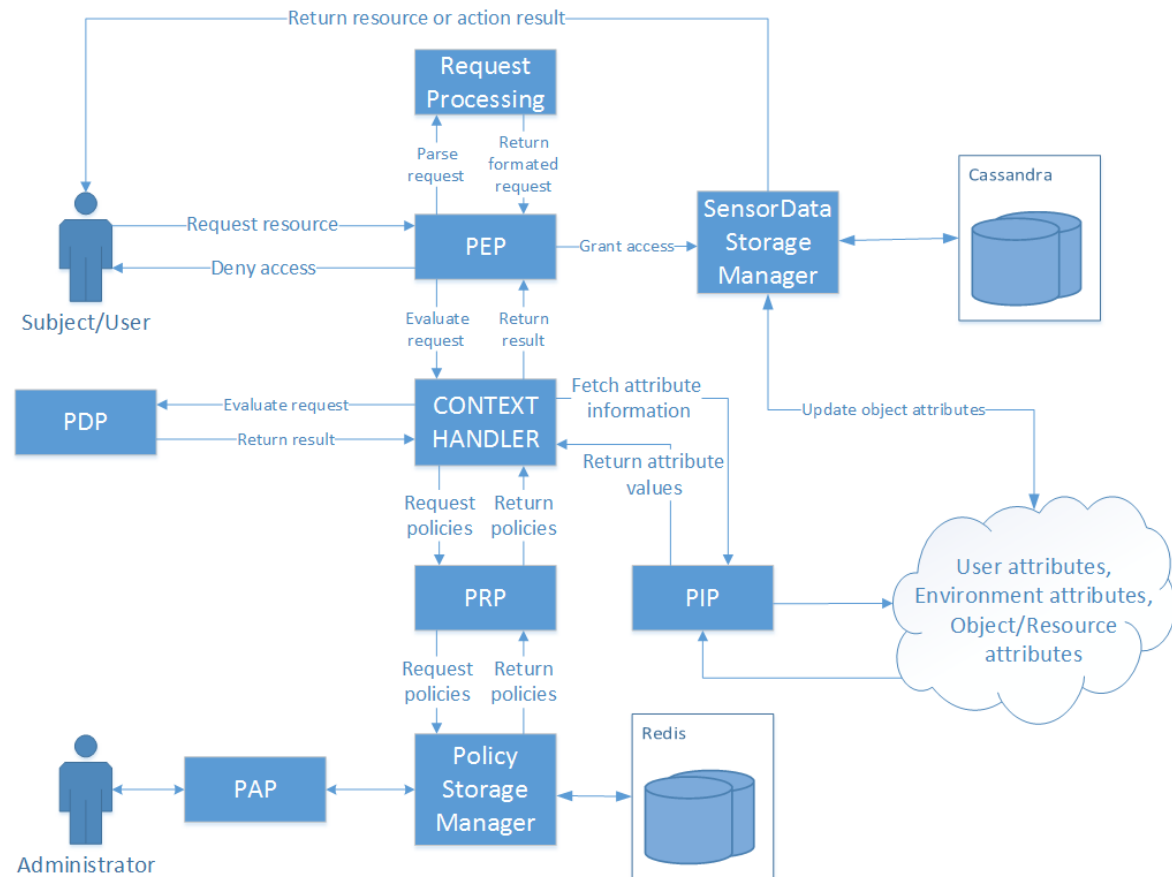 Return resource or action result
Request
Processing
Parse
request
Return
formated
request
Cassandra
SensorData
Storage
Manager
Request resource
PEP
Grant access
Deny access
Subject/User
Evaluate
request
Return
result
Fetch attribute
information
CONTEXT
HANDLER
PDP
Evaluate request
Return result
Update object attributes
Return attribute
values
Request
policies
Return
policies
PRP
PIP
User attributes,
Environment attributes,
Object/Resource
attributes
Request
policies
Return
policies
Redis
Policy
Storage
Manager
PAP
Administrator